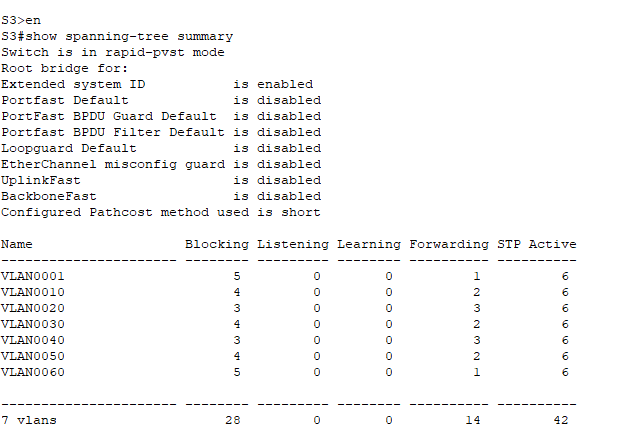 S3>en
S3#show spanning-tree summary
Switch is in rapid-pvst mode
Root bridge for:
Extended system ID           is enabled
Portfast Default             is disabled
PortFast BPDU Guard Default  is disabled
Portfast BPDU Filter Default is disabled
Loopguard Default            is disabled
EtherChannel misconfig guard is disabled
UplinkFast                   is disabled
BackboneFast                 is disabled
Configured Pathcost method used is short

Name                   Blocking Listening Learning Forwarding STP Active
---------------------- -------- --------- -------- ---------- ----------
VLAN0001                     5         0        0          1          6
VLAN0010                     4         0        0          2          6
VLAN0020                     3         0        0          3          6
VLAN0030                     4         0        0          2          6
VLAN0040                     3         0        0          3          6
VLAN0050                     4         0        0          2          6
VLAN0060                     5         0        0          1          6

---------------------- -------- --------- -------- ---------- ----------
7 vlans                     28         0        0         14         42